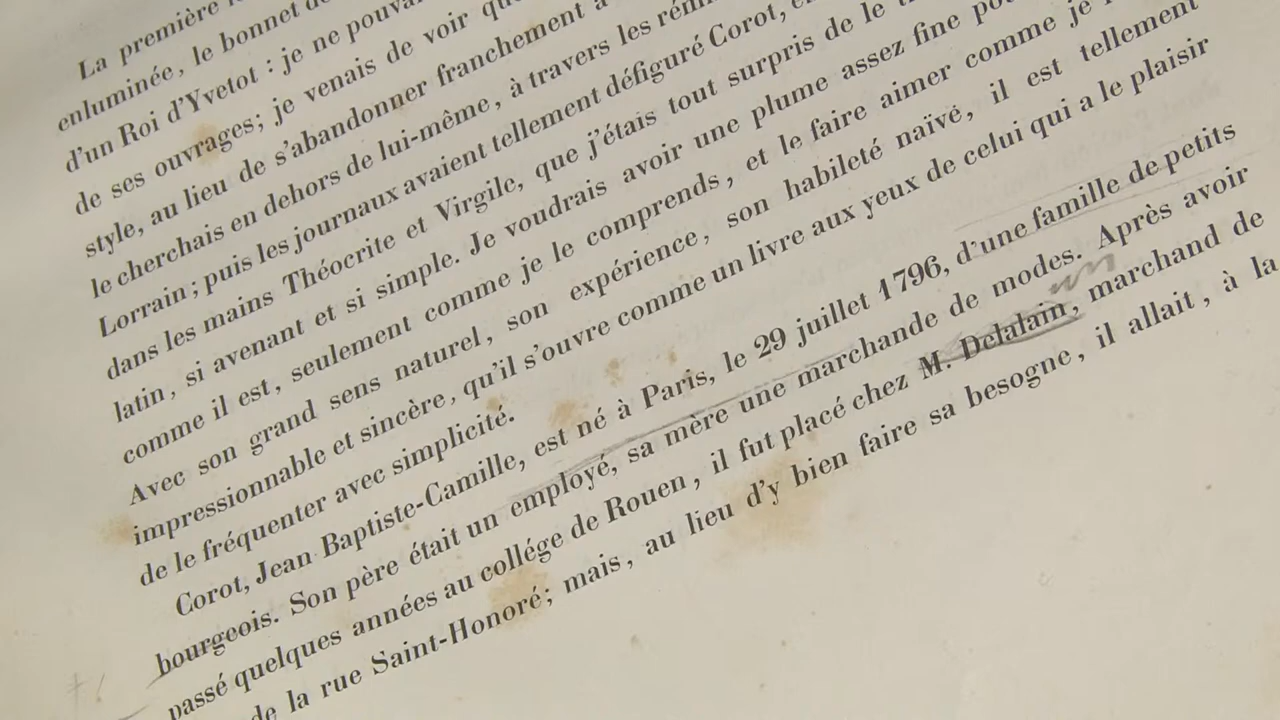 La première
enluminée, le bonnet de
d'un Roi d'Yvetot : je ne pouva
de ses ouvrages; je venais de voir qu
style, au lieu de s'abandonner franchement à
le cherchais en dehors de lui-même, à travers les rém
Lorrain; puis les journaux avaient tellement défiguré Corot, e
dans les mains Théocrite et Virgile, que j'étais tout surpris de le
latin, si avenant et si simple. Je voudrais avoir une plume assez fine po
comme il est, seulement comme je le comprends, et le faire aimer comme je
Avec son grand sens naturel, son expérience, son habileté naïve, il est tellement
impressionnable et sincère, qu'il s'ouvre comme un livre aux yeux de celui qui a le plaisir
de le fréquenter avec simplicité.
Corot, Jean Baptiste-Camille, est né à Paris, le 29 juillet 1796, d'une famille de petits
bourgeois. Son père était un employé, sa mère une marchande de modes. Après avoir
passé quelques années au collége de Rouen, il fut placé chez M. Delalain, marchand de
de la rue Saint-Honoré; mais, au lieu d'y bien faire sa besogne, il allait, à la